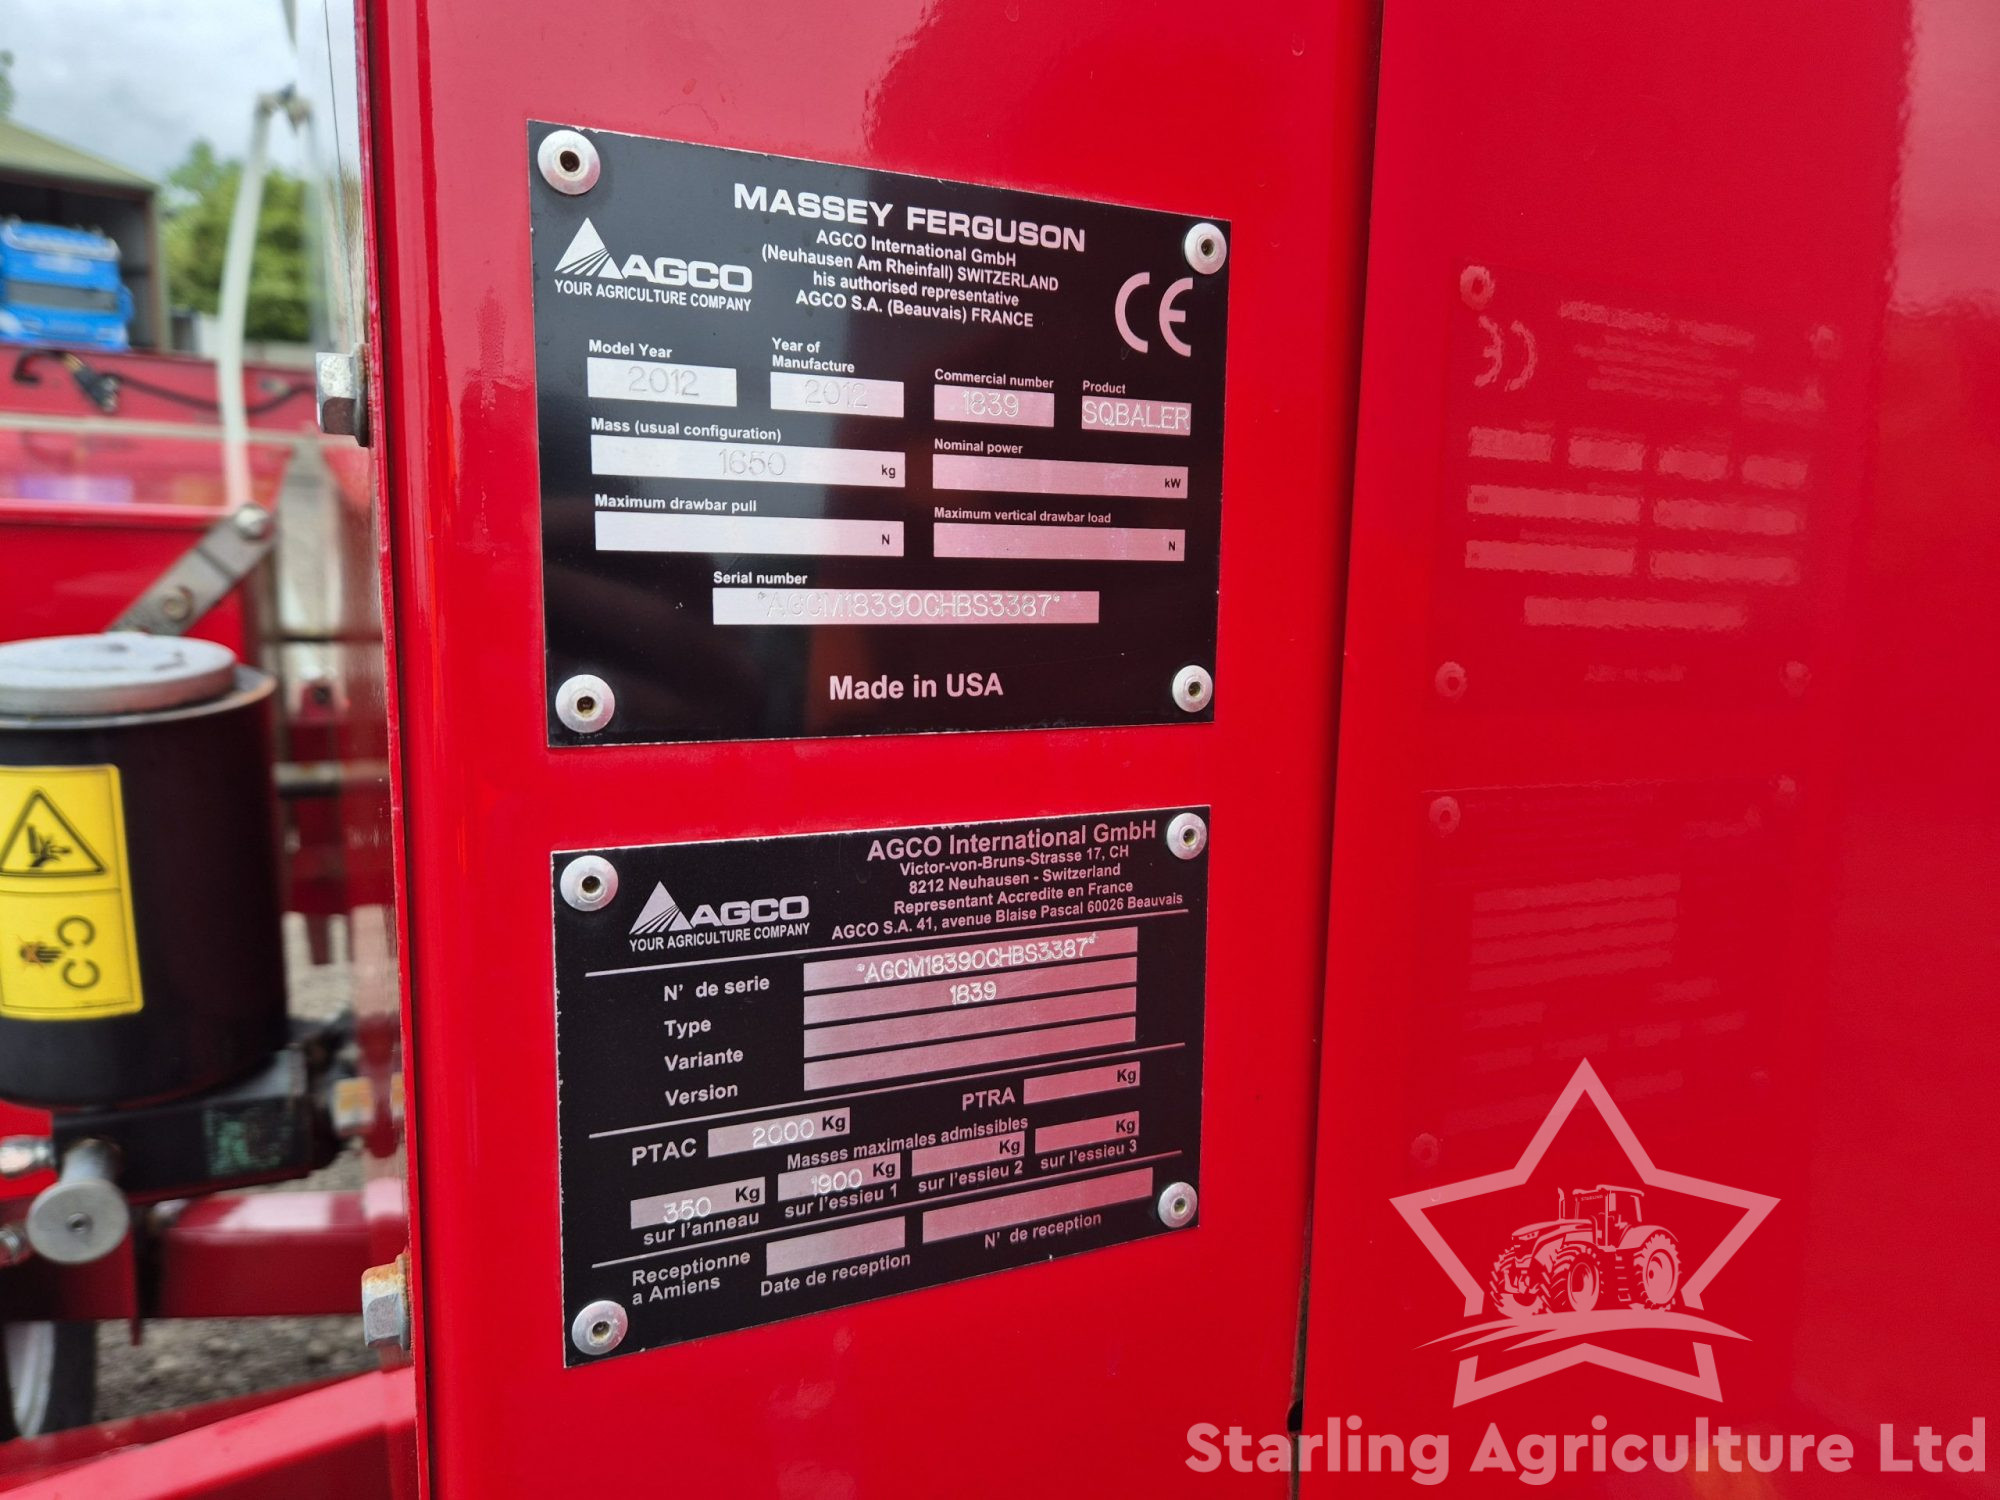 MASSEY FERGUSON
AGCO International GmbH
(Neuhausen Am Rheinfall) SWITZERLAND
his authorised representative
AGCO S.A. (Beauvais) FRANCE
AGCO
YOUR AGRICULTURE COMPANY
CE
Model Year
2012
Year of
Manufacture
2012
Commercial number
1839
Product
SQBALER
Mass (usual configuration)
1650 kg
Nominal power
kW
Maximum drawbar pull
N
Maximum vertical drawbar load
N
Serial number
*AGCM18390CHBS3387*
Made in USA
AGCO International GmbH
Victor-von-Bruns-Strasse 17, CH
8212 Neuhausen - Switzerland
Representant Accredite en France
AGCO S.A. 41, avenue Blaise Pascal 60026 Beauvais
AGCO
YOUR AGRICULTURE COMPANY
N' de serie *AGCM18390CHBS3387*
Type 1839
Variante
Version
PTAC 2000 Kg
PTRA Kg
Masses maximales admissibles
350 Kg
sur l'anneau
1900 Kg
sur l'essieu 1
Kg
sur l'essieu 2
Kg
sur l'essieu 3
Receptionne
a Amiens
Date de reception
N' de reception
Starling Agriculture Ltd